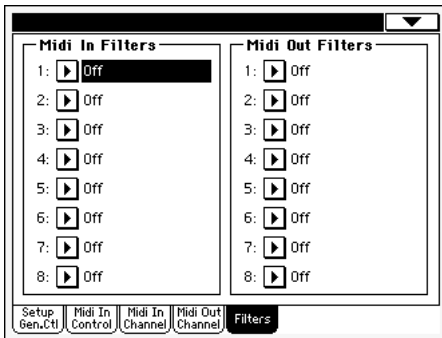 Midi In Filters
1: Off
2: Off
3: Off
4: Off
5: Off
6: Off
7: Off
8: Off
Midi Out Filters
1: Off
2: Off
3: Off
4: Off
5: Off
6: Off
7: Off
8: Off
Setup Gen.Ctl
Midi In Control
Midi In Channel
Midi Out Channel
Filters